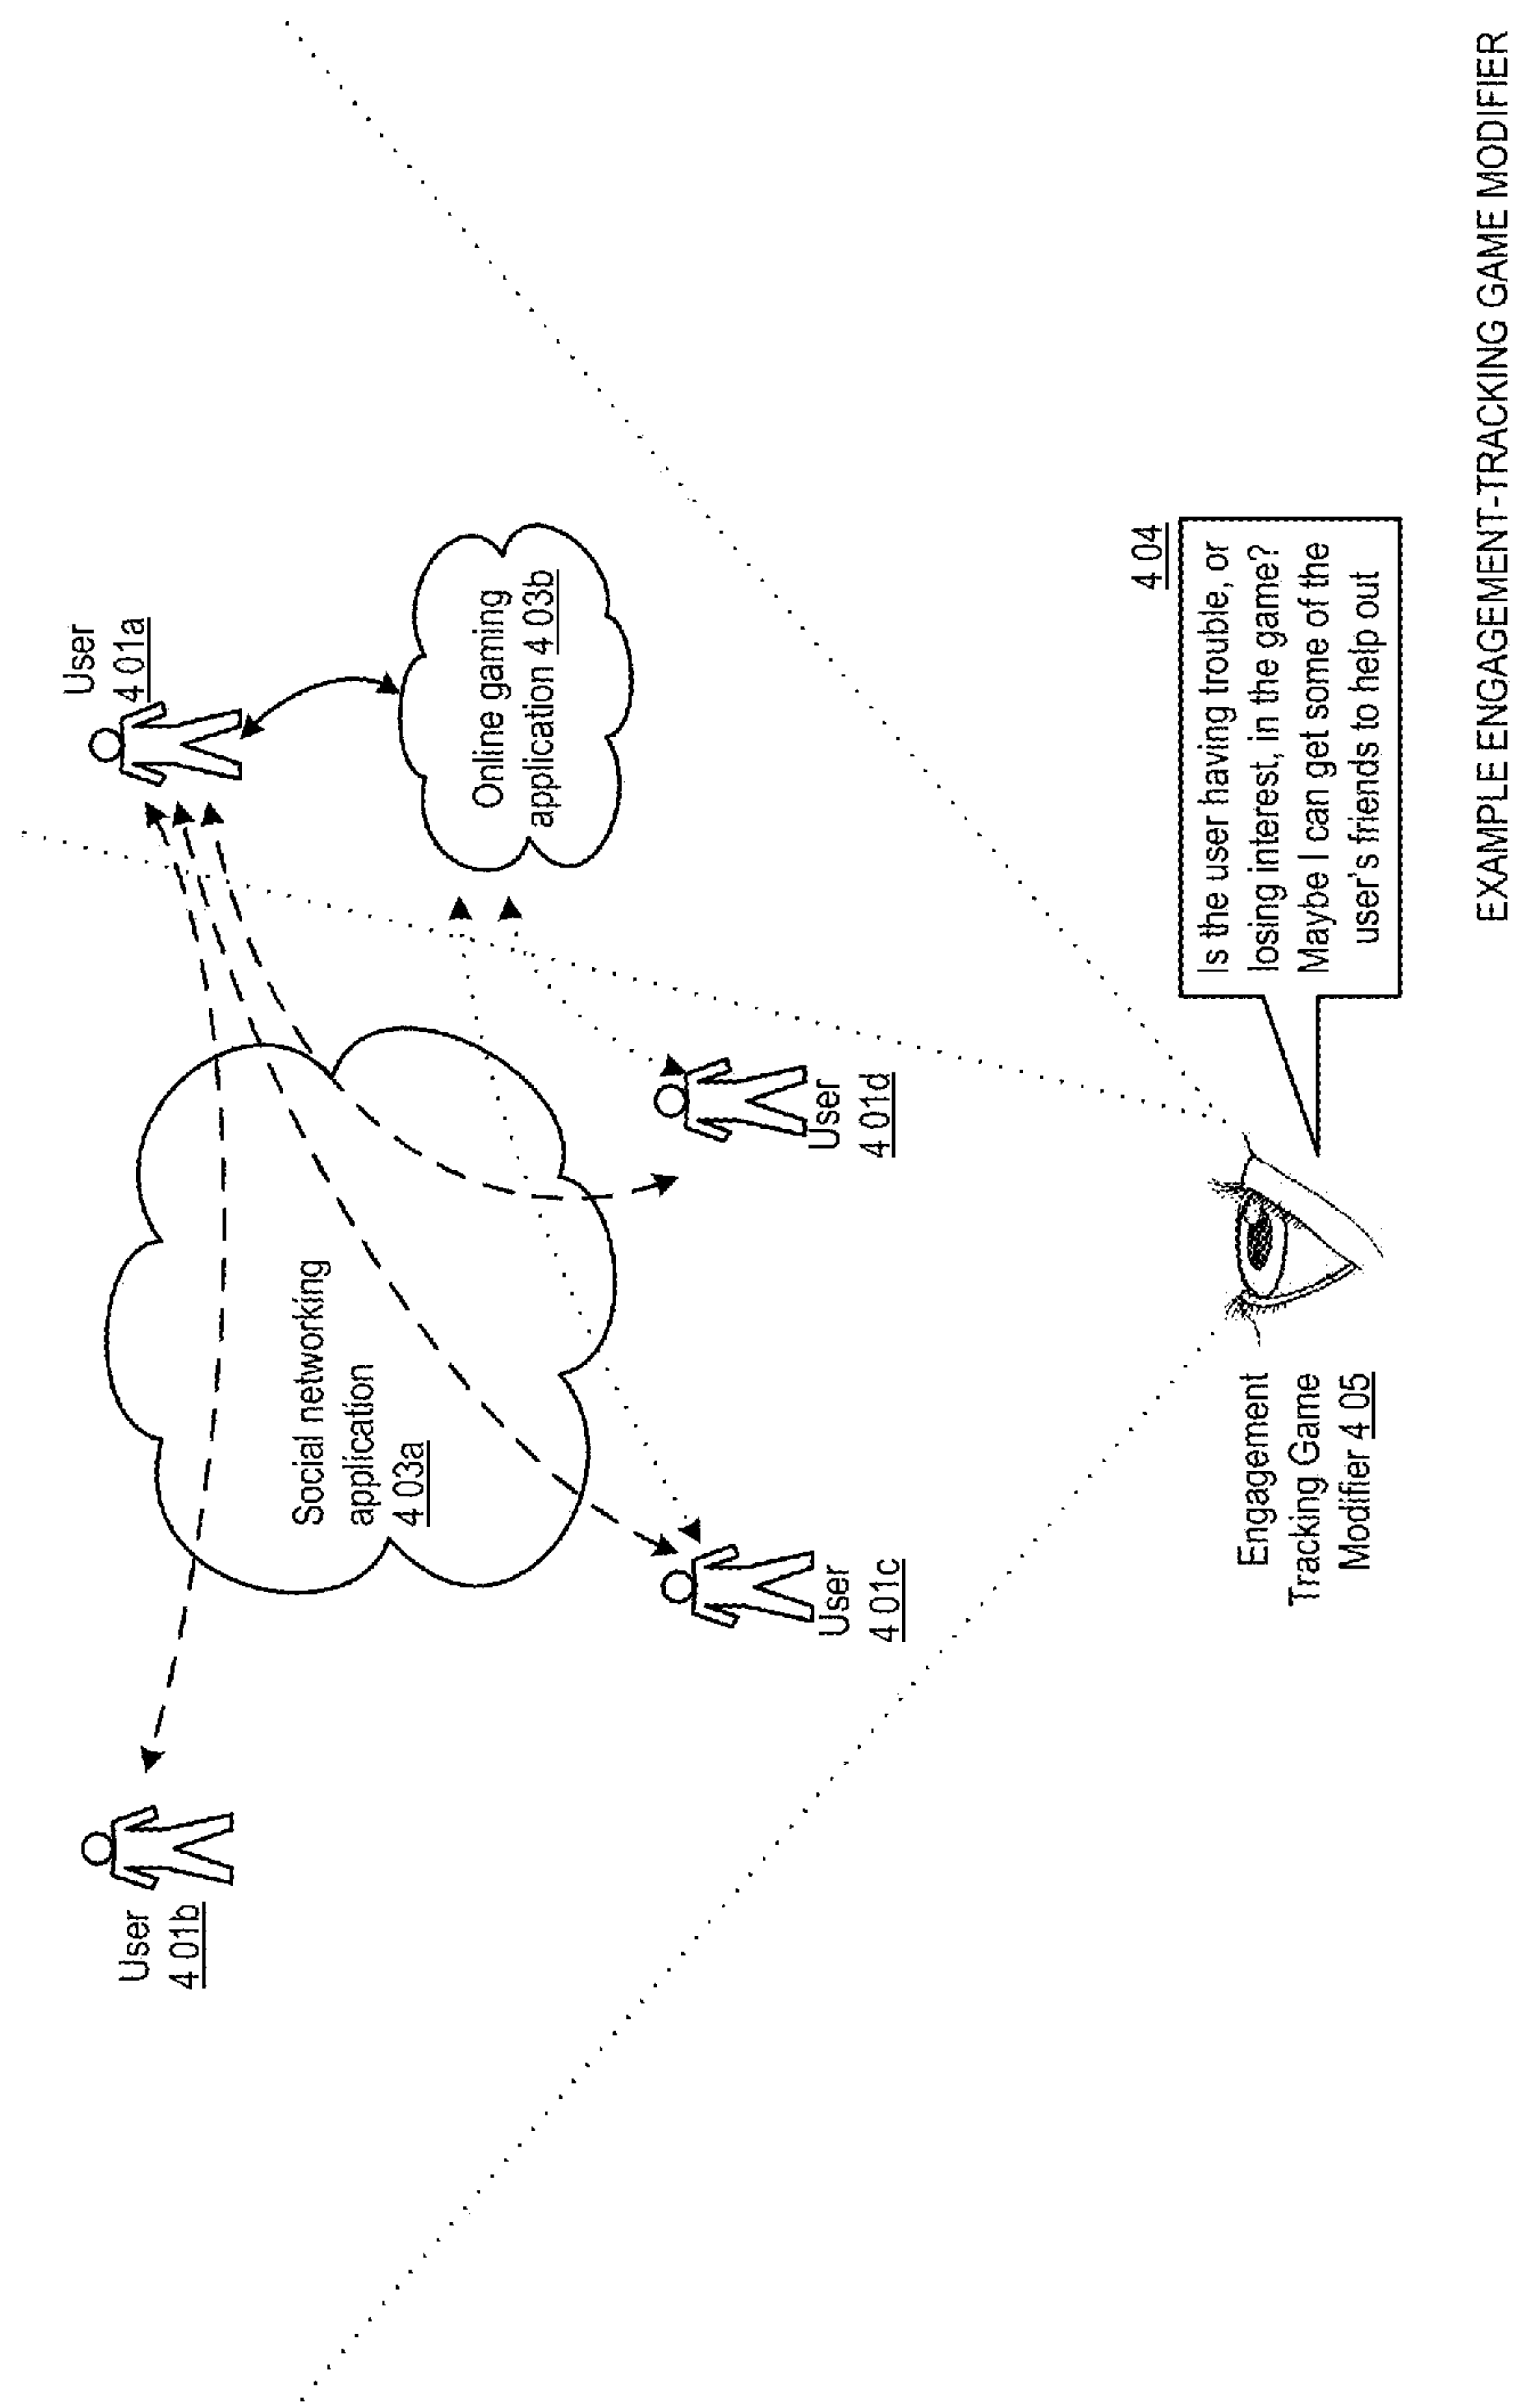 User
4 01b
User
4 01a
Social networking
application
4 03a
Online gaming
application 4 03b
User
4 01c
User
4 01d
4 04
Is the user having trouble, or
losing interest, in the game?
Maybe I can get some of the
user's friends to help out
Engagement
Tracking Game
Modifier 4 05
EXAMPLE ENGAGEMENT-TRACKING GAME MODIFIER